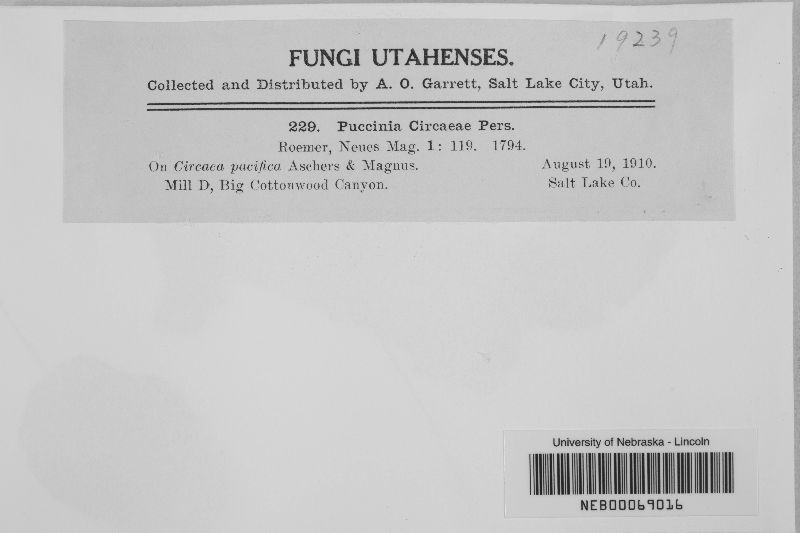 19239
FUNGI UTAHENSES.
Collected and Distributed by A. O. Garrett, Salt Lake City, Utah.
229. Puccinia Circaeae Pers.
Roemer, Neues Mag. 1: 119. 1794.
On Circaea pacifica Aschers & Magnus. August 19, 1910.
Mill D, Big Cottonwood Canyon. Salt Lake Co.
University of Nebraska - Lincoln
NEB00069016